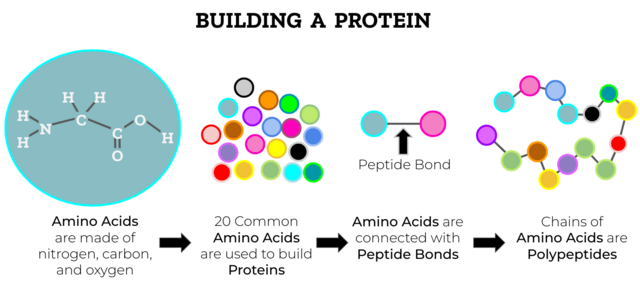 BUILDING A PROTEIN
H H
H N C O H
H C
O
Peptide Bond
Amino Acids
are made of
nitrogen, carbon,
and oxygen
20 Common
Amino Acids
are used to build
Proteins
Amino Acids are
connected with
Peptide Bonds
Chains of
Amino Acids are
Polypeptides